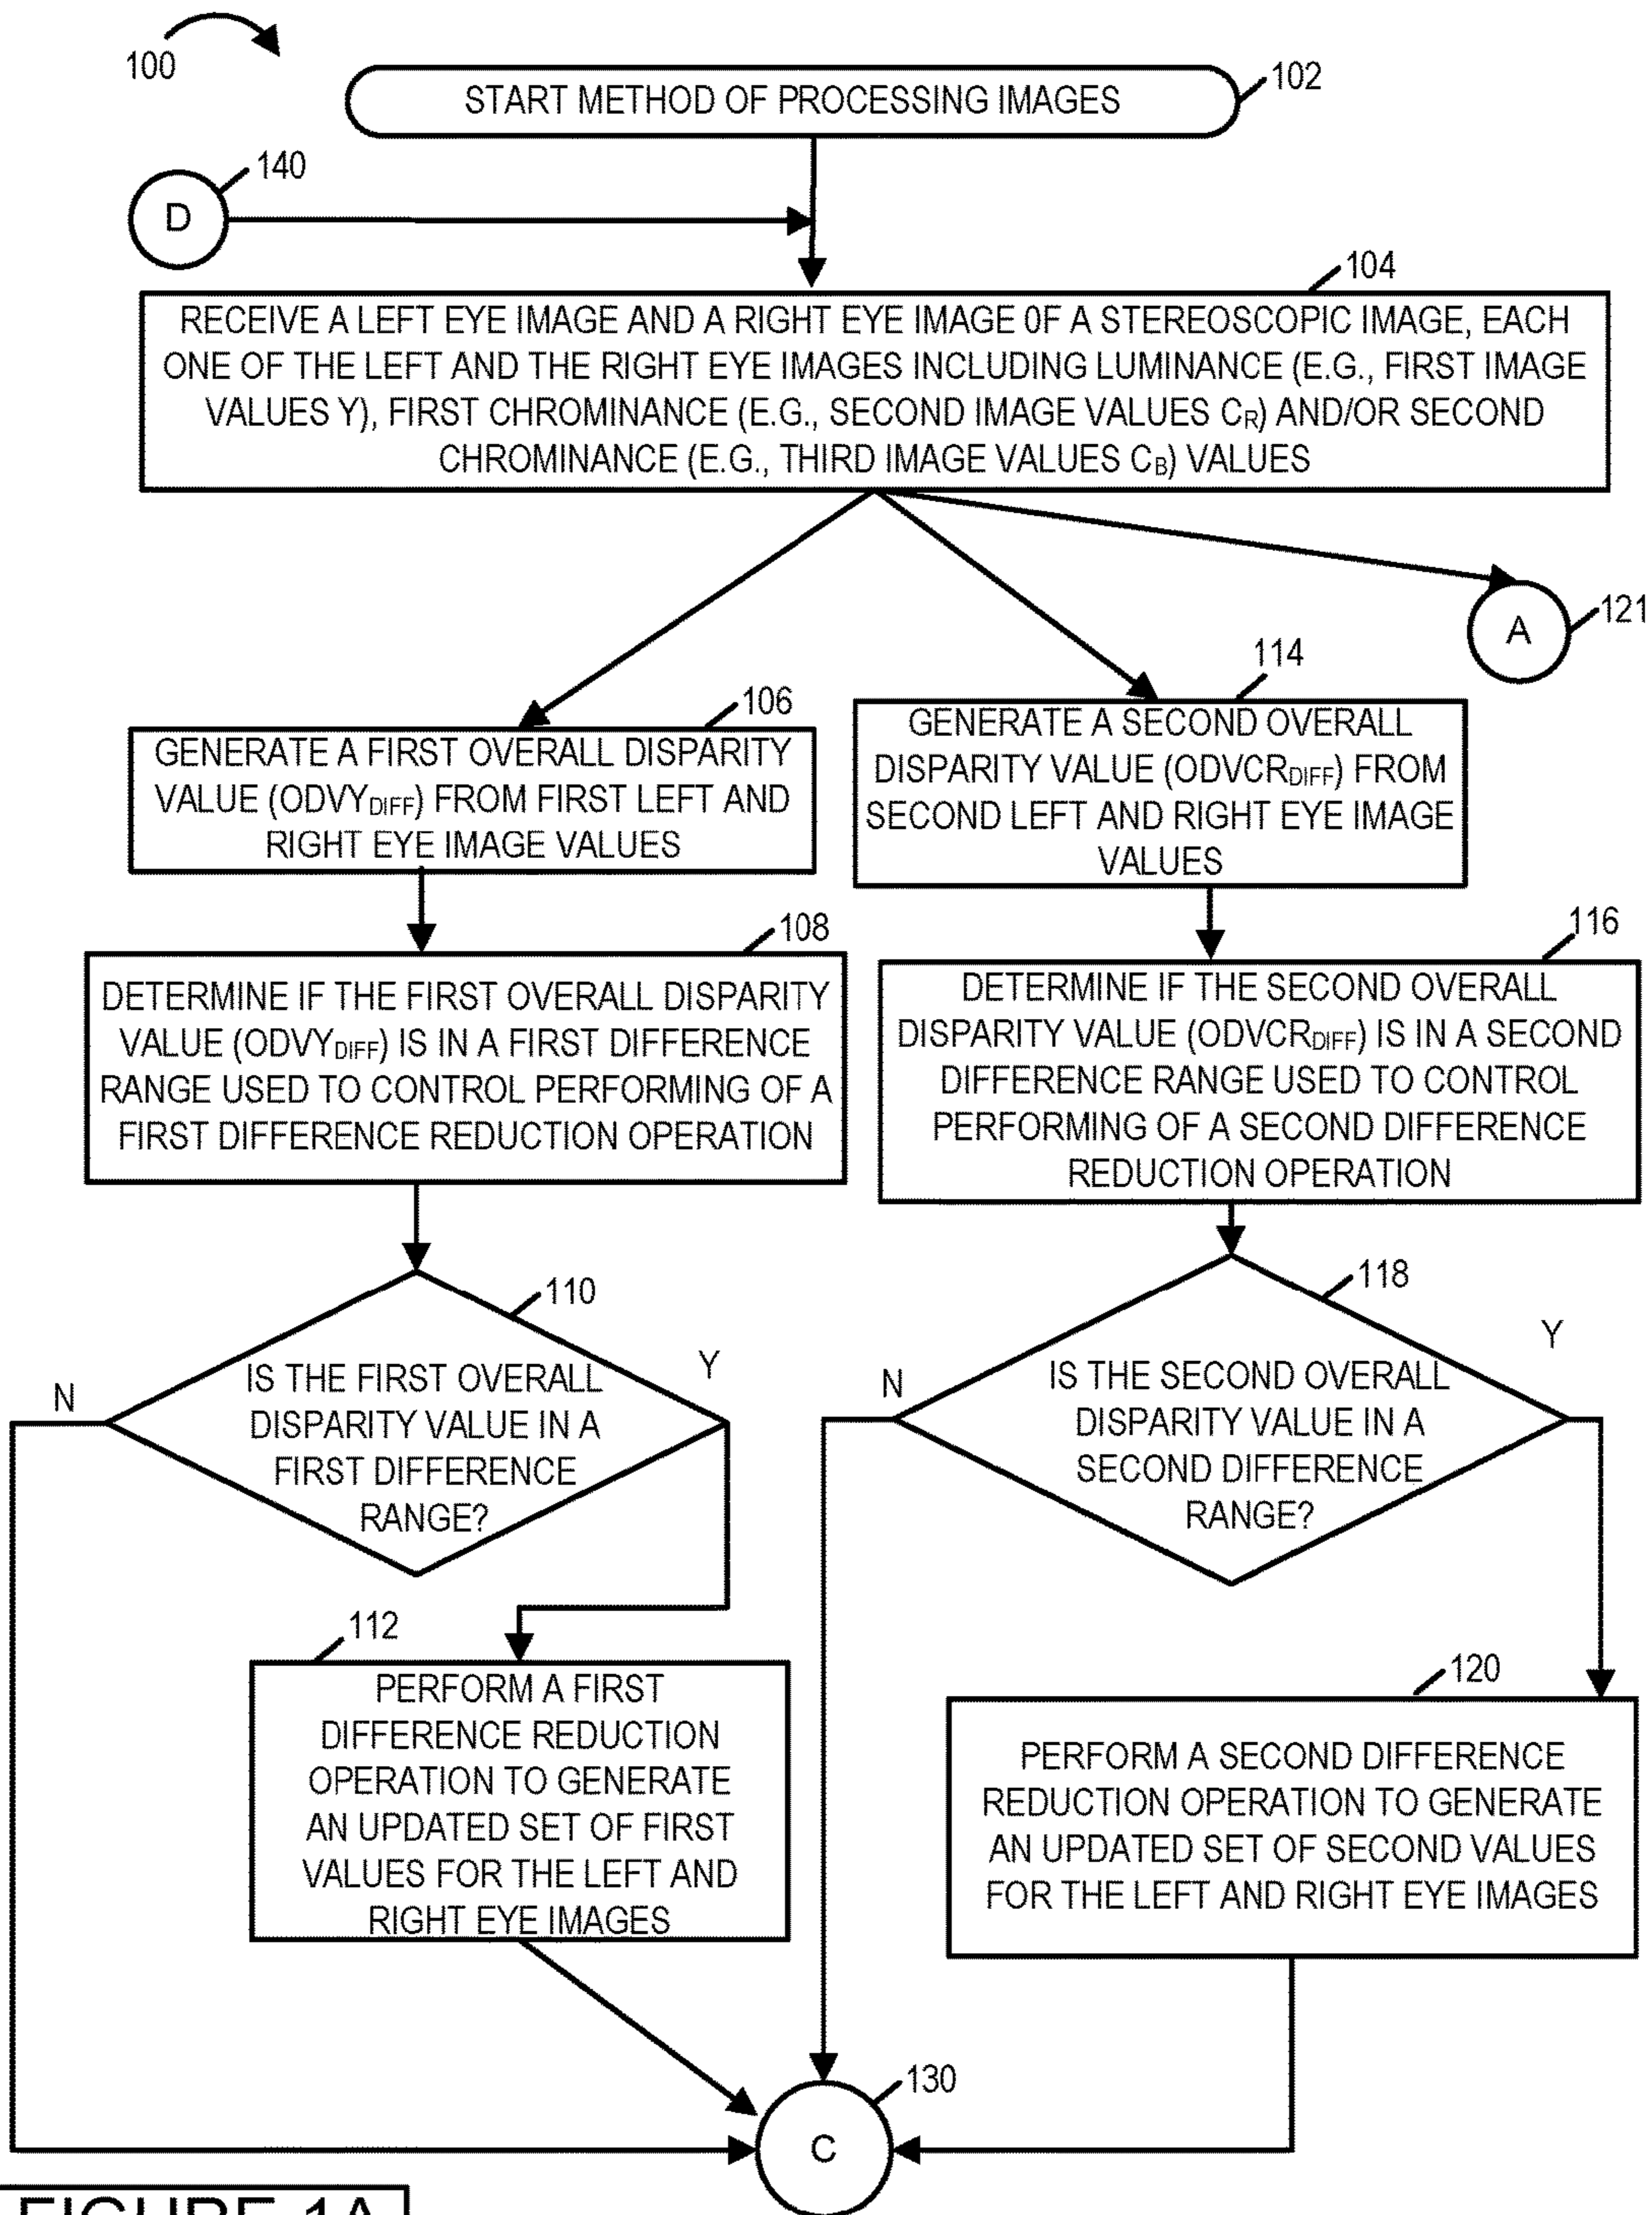 100
START METHOD OF PROCESSING IMAGES
102
140
D
104
RECEIVE A LEFT EYE IMAGE AND A RIGHT EYE IMAGE 0F A STEREOSCOPIC IMAGE, EACH
ONE OF THE LEFT AND THE RIGHT EYE IMAGES INCLUDING LUMINANCE (E.G., FIRST IMAGE
VALUES Y), FIRST CHROMINANCE (E.G., SECOND IMAGE VALUES CR) AND/OR SECOND
CHROMINANCE (E.G., THIRD IMAGE VALUES CB) VALUES
A
121
106
GENERATE A FIRST OVERALL DISPARITY
VALUE (ODVYDIFF) FROM FIRST LEFT AND
RIGHT EYE IMAGE VALUES
114
GENERATE A SECOND OVERALL
DISPARITY VALUE (ODVCRDIFF) FROM
SECOND LEFT AND RIGHT EYE IMAGE
VALUES
108
DETERMINE IF THE FIRST OVERALL DISPARITY
VALUE (ODVYDIFF) IS IN A FIRST DIFFERENCE
RANGE USED TO CONTROL PERFORMING OF A
FIRST DIFFERENCE REDUCTION OPERATION
116
DETERMINE IF THE SECOND OVERALL
DISPARITY VALUE (ODVCRDIFF) IS IN A SECOND
DIFFERENCE RANGE USED TO CONTROL
PERFORMING OF A SECOND DIFFERENCE
REDUCTION OPERATION
110
N
Y
IS THE FIRST OVERALL
DISPARITY VALUE IN A
FIRST DIFFERENCE
RANGE?
118
N
Y
IS THE SECOND OVERALL
DISPARITY VALUE IN A
SECOND DIFFERENCE
RANGE?
112
PERFORM A FIRST
DIFFERENCE REDUCTION
OPERATION TO GENERATE
AN UPDATED SET OF FIRST
VALUES FOR THE LEFT AND
RIGHT EYE IMAGES
120
PERFORM A SECOND DIFFERENCE
REDUCTION OPERATION TO GENERATE
AN UPDATED SET OF SECOND VALUES
FOR THE LEFT AND RIGHT EYE IMAGES
130
C
FIGURE 1A